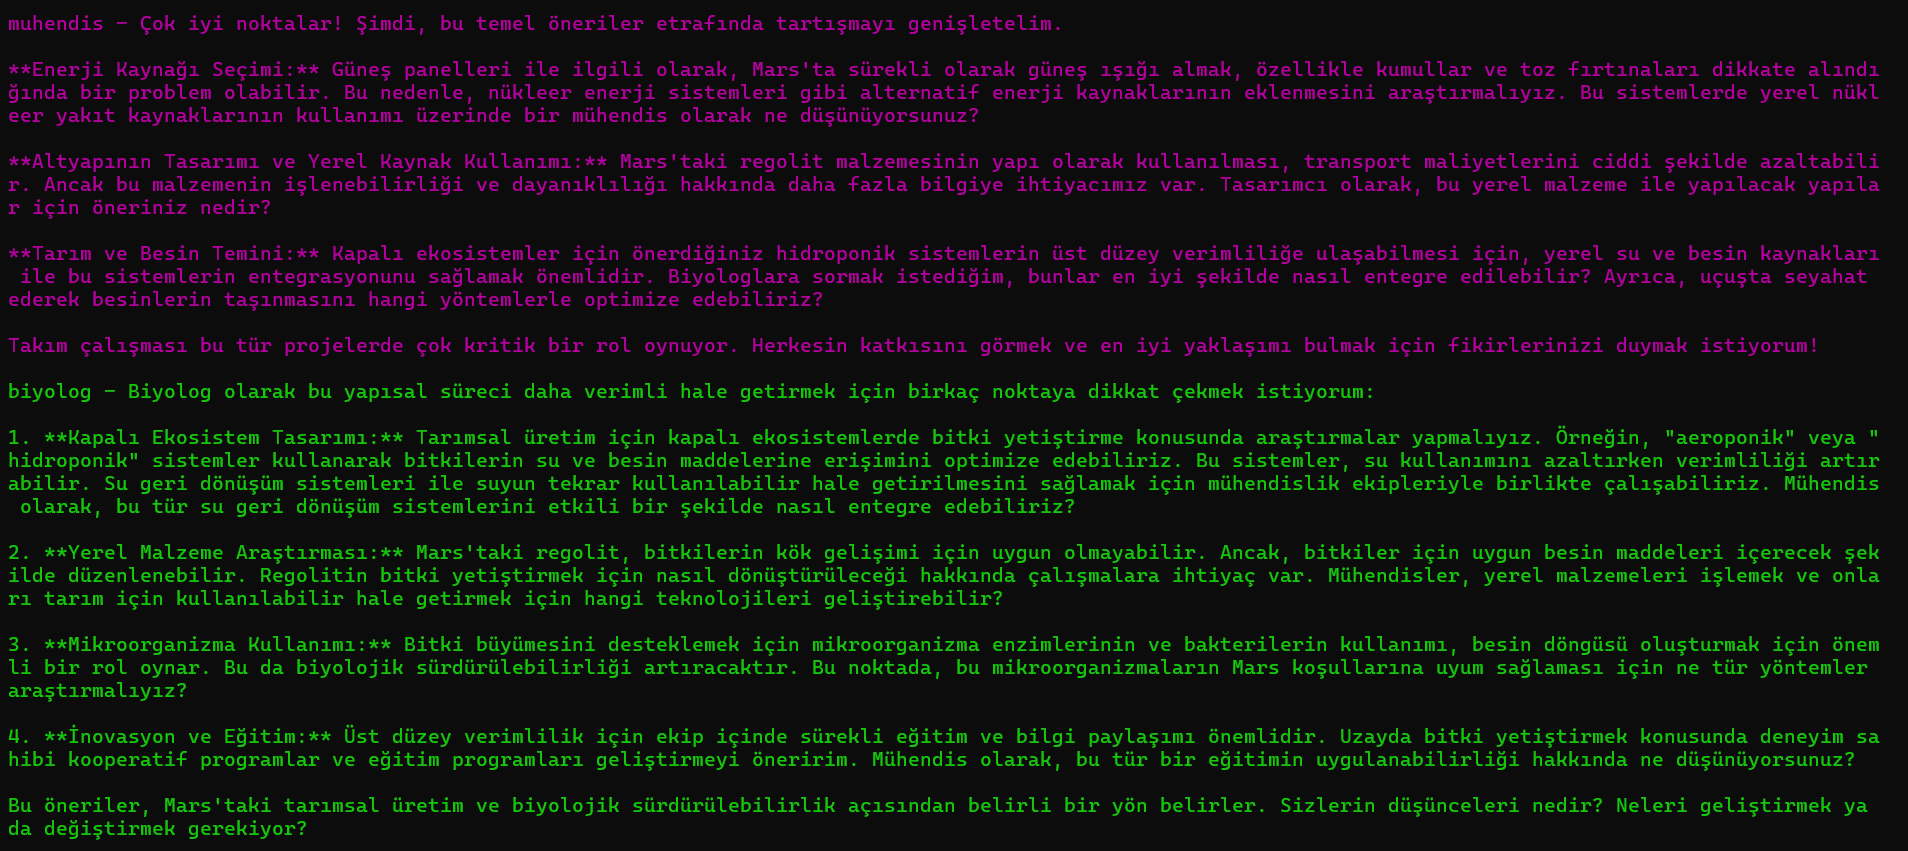 muhendis – Çok iyi noktalar! Şimdi, bu temel öneriler etrafında tartışmayı genişletelim.
**Enerji Kaynağı Seçimi:** Güneş panelleri ile ilgili olarak, Mars'ta sürekli olarak güneş ışığı almak, özellikle kumullar ve toz fırtınaları dikkate alındı
ğında bir problem olabilir. Bu nedenle, nükleer enerji sistemleri gibi alternatif enerji kaynaklarının eklenmesini araştırmalıyız. Bu sistemlerde yerel nükl
eer yakıt kaynaklarının kullanımı üzerinde bir mühendis olarak ne düşünüyorsunuz?
**Altyapının Tasarımı ve Yerel Kaynak Kullanımı:** Mars'taki regolit malzemesinin yapı olarak kullanılması, transport maliyetlerini ciddi şekilde azaltabili
r. Ancak bu malzemenin işlenebilirliği ve dayanıklılığı hakkında daha fazla bilgiye ihtiyacımız var. Tasarımcı olarak, bu yerel malzeme ile yapılacak yapıla
r için öneriniz nedir?
**Tarım ve Besin Temini:** Kapalı ekosistemler için önerdiğiniz hidroponik sistemlerin üst düzey verimliliğe ulaşabilmesi için, yerel su ve besin kaynakları
ile bu sistemlerin entegrasyonunu sağlamak önemlidir. Biyologlara sormak istediğim, bunlar en iyi şekilde nasıl entegre edilebilir? Ayrıca, uçuşta seyahat
ederek besinlerin taşınmasını hangi yöntemlerle optimize edebiliriz?
Takım çalışması bu tür projelerde çok kritik bir rol oynuyor. Herkesin katkısını görmek ve en iyi yaklaşımı bulmak için fikirlerinizi duymak istiyorum!
biyolog – Biyolog olarak bu yapısal süreci daha verimli hale getirmek için birkaç noktaya dikkat çekmek istiyorum:
1. **Kapalı Ekosistem Tasarımı:** Tarımsal üretim için kapalı ekosistemlerde bitki yetiştirme konusunda araştırmalar yapmalıyız. Örneğin, "aeroponik" veya "
hidroponik" sistemler kullanarak bitkilerin su ve besin maddelerine erişimini optimize edebiliriz. Bu sistemler, su kullanımını azaltırken verimliliği artır
abilir. Su geri dönüşüm sistemleri ile suyun tekrar kullanılabilir hale getirilmesini sağlamak için mühendislik ekipleriyle birlikte çalışabiliriz. Mühendis
olarak, bu tür su geri dönüşüm sistemlerini etkili bir şekilde nasıl entegre edebiliriz?
2. **Yerel Malzeme Araştırması:** Mars'taki regolit, bitkilerin kök gelişimi için uygun olmayabilir. Ancak, bitkiler için uygun besin maddeleri içerecek şek
ilde düzenlenebilir. Regolitin bitki yetiştirmek için nasıl dönüştürüleceği hakkında çalışmalara ihtiyaç var. Mühendisler, yerel malzemeleri işlemek ve onla
rı tarım için kullanılabilir hale getirmek için hangi teknolojileri geliştirebilir?
3. **Mikroorganizma Kullanımı:** Bitki büyümesini desteklemek için mikroorganizma enzimlerinin ve bakterilerin kullanımı, besin döngüsü oluşturmak için önem
li bir rol oynar. Bu da biyolojik sürdürülebilirliği artıracaktır. Bu noktada, bu mikroorganizmaların Mars koşullarına uyum sağlaması için ne tür yöntemler
araştırmalıyız?
4. **İnovasyon ve Eğitim:** Üst düzey verimlilik için ekip içinde sürekli eğitim ve bilgi paylaşımı önemlidir. Uzayda bitki yetiştirmek konusunda deneyim sa
hibi kooperatif programlar ve eğitim programları geliştirmeyi öneririm. Mühendis olarak, bu tür bir eğitimin uygulanabilirliği hakkında ne düşünüyorsunuz?
Bu öneriler, Mars'taki tarımsal üretim ve biyolojik sürdürülebilirlik açısından belirli bir yön belirler. Sizlerin düşünceleri nedir? Neleri geliştirmek ya
da değiştirmek gerekiyor?